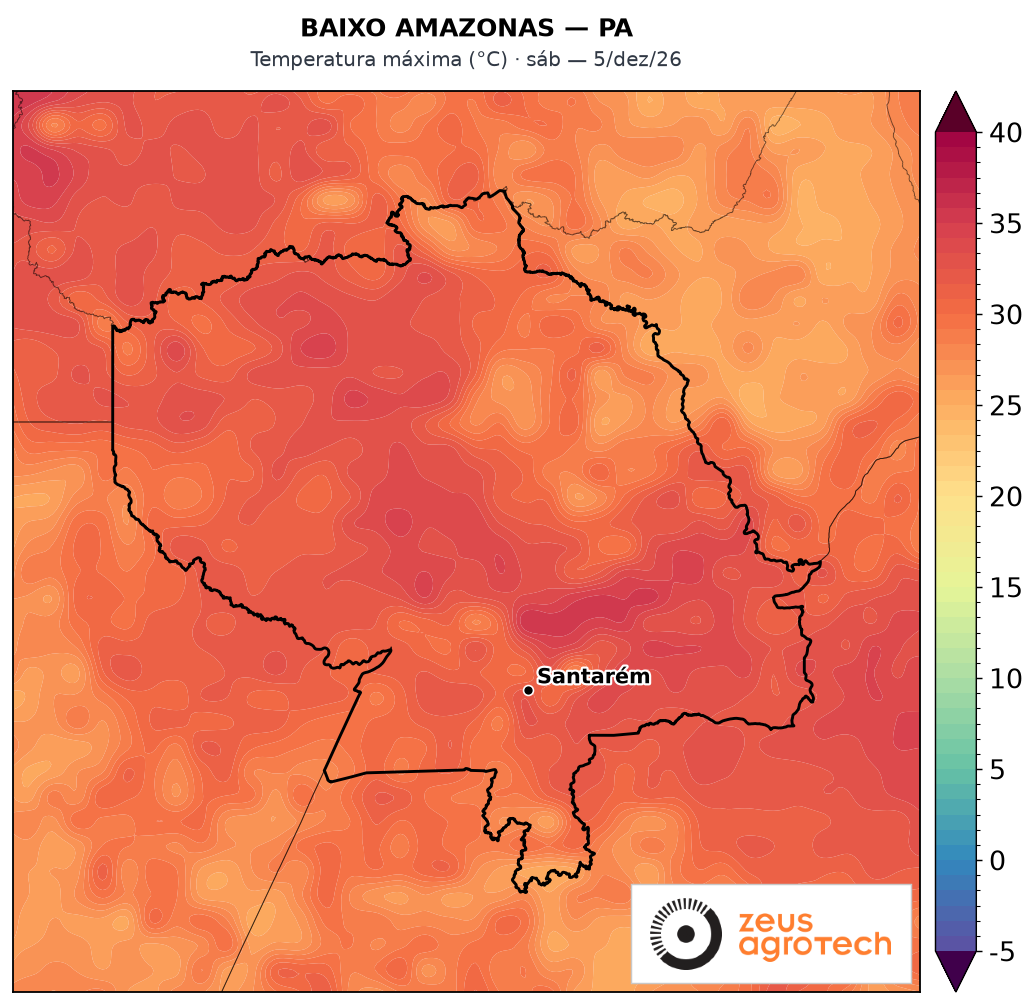 BAIXO AMAZONAS — PA
Temperatura máxima (°C) · sáb — 5/dez/26
40
35
30
25
20
15
10
5
0
-5
Santarém
zeus
agrotech